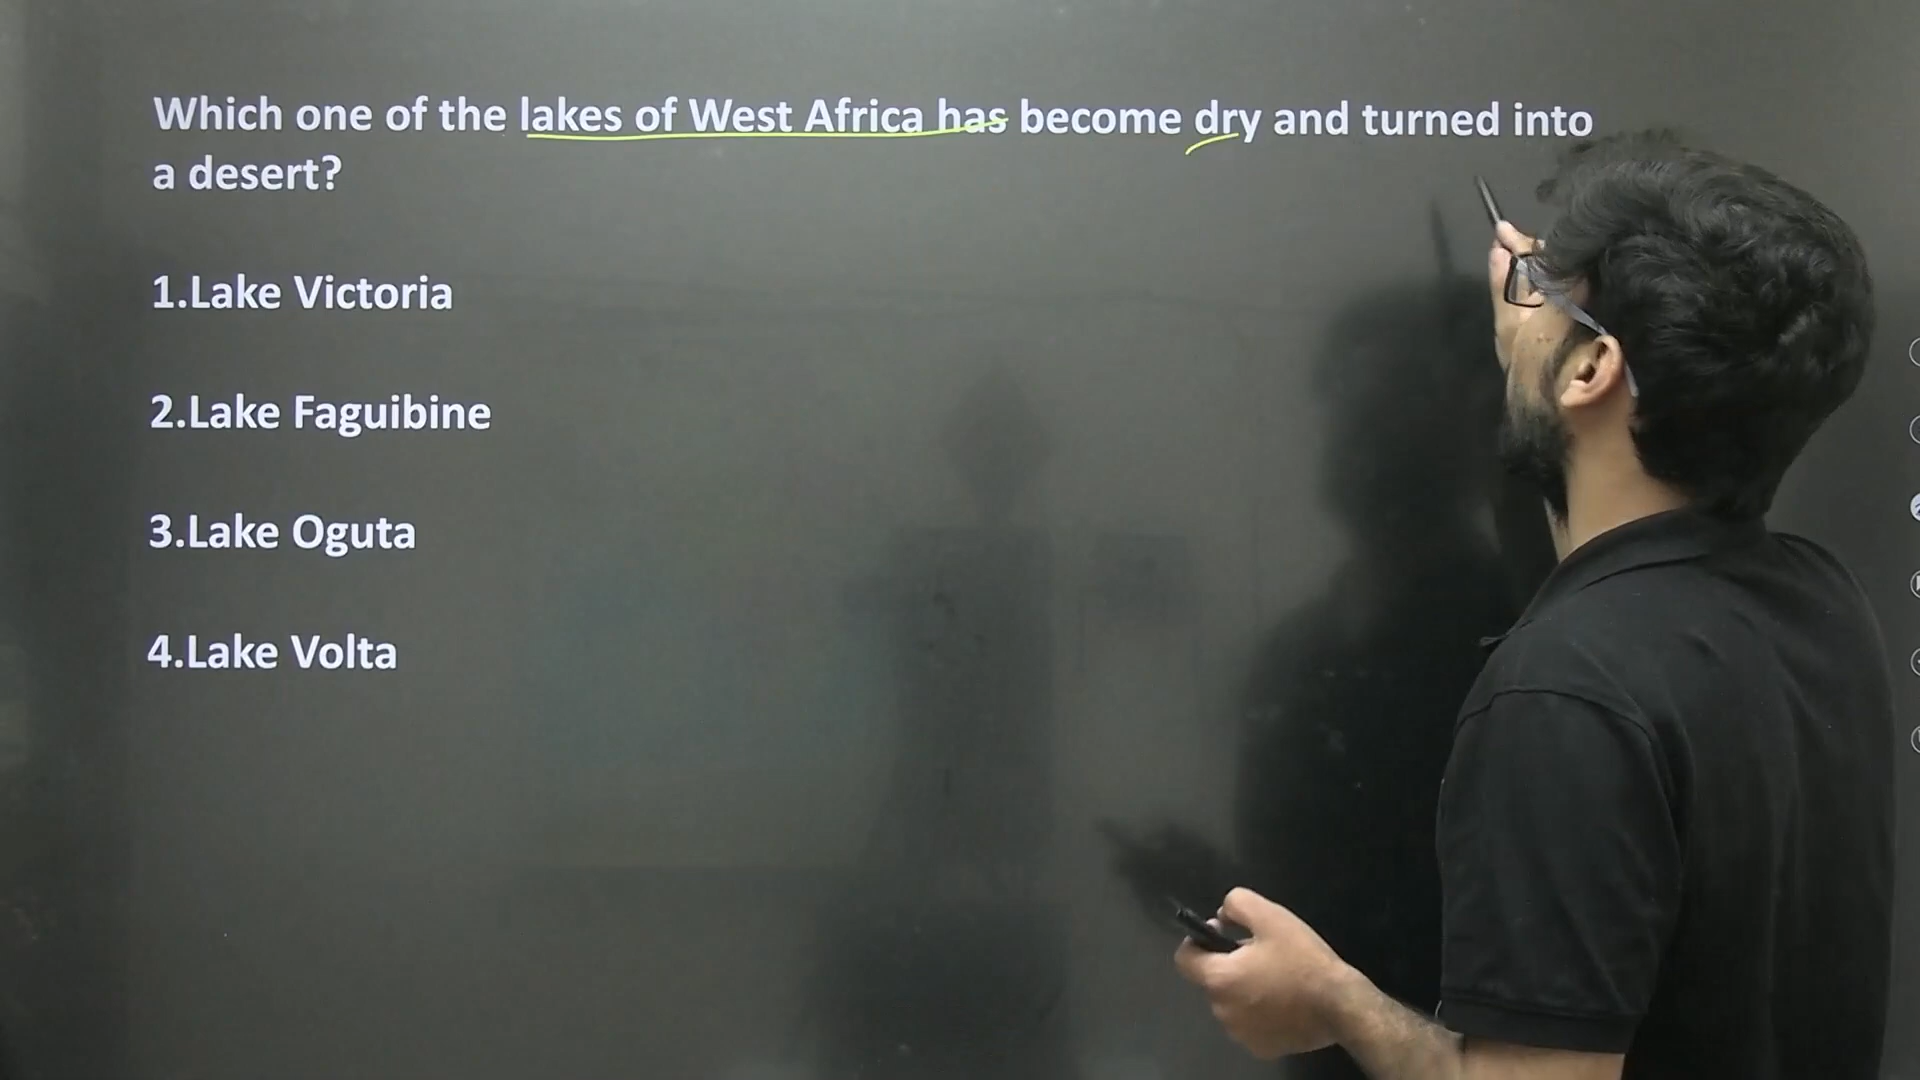 Which one of the lakes of West Africa has become dry and turned into
a desert?
1.Lake Victoria
2.Lake Faguibine
3.Lake Oguta
4.Lake Volta